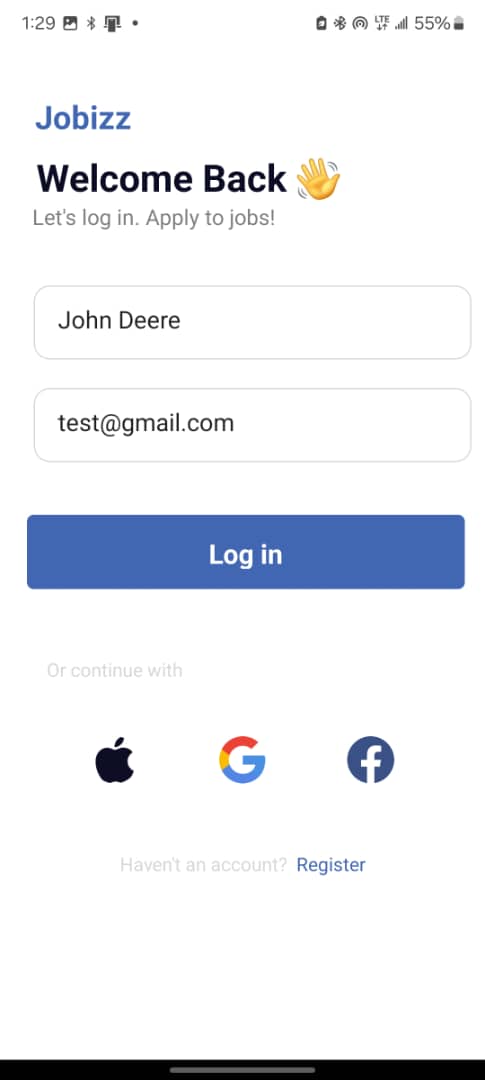 1:29 LTE 55%
Jobizz
Welcome Back 👋
Let's log in. Apply to jobs!
John Deere
test@gmail.com
Log in
Or continue with
Haven't an account? Register